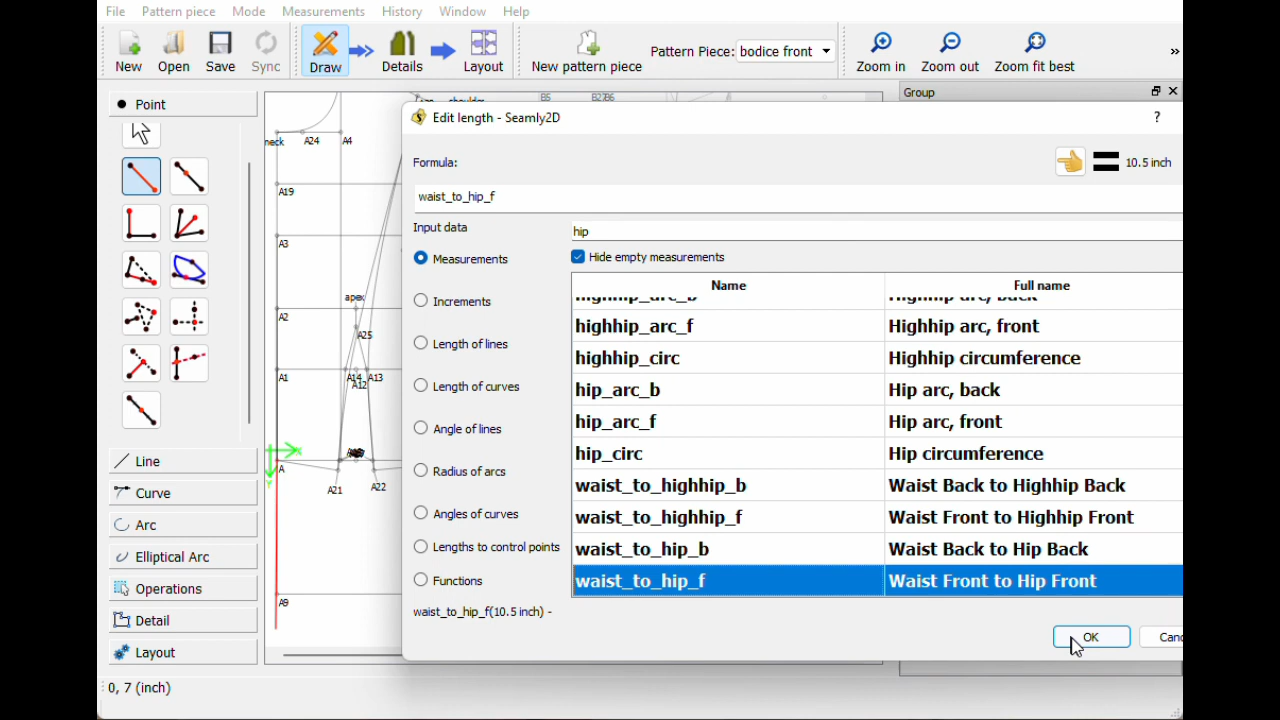 File Pattern piece Mode Measurements History Window Help
New Open Save Sync Draw Details Layout New pattern piece Pattern Piece: bodice front Zoom in Zoom out Zoom fit best »
Point
Group
B5
neck A24 A4
A19
A3
apex
A2
A25
A1
A14 A13
A12
A
A21 A22
A9
Line
Curve
Arc
Elliptical Arc
Operations
Detail
Layout
Edit length - Seamly2D ?
Formula: 10.5 inch
waist_to_hip_f
Input data hip
Measurements
Increments
Length of lines
Length of curves
Angle of lines
Radius of arcs
Angles of curves
Lengths to control points
Functions
Hide empty measurements
Name Full name
highhip_arc_b Highhip arc, back
highhip_arc_f Highhip arc, front
highhip_circ Highhip circumference
hip_arc_b Hip arc, back
hip_arc_f Hip arc, front
hip_circ Hip circumference
waist_to_highhip_b Waist Back to Highhip Back
waist_to_highhip_f Waist Front to Highhip Front
waist_to_hip_b Waist Back to Hip Back
waist_to_hip_f Waist Front to Hip Front
waist_to_hip_f(10.5 inch) -
OK Canc
0, 7 (inch)